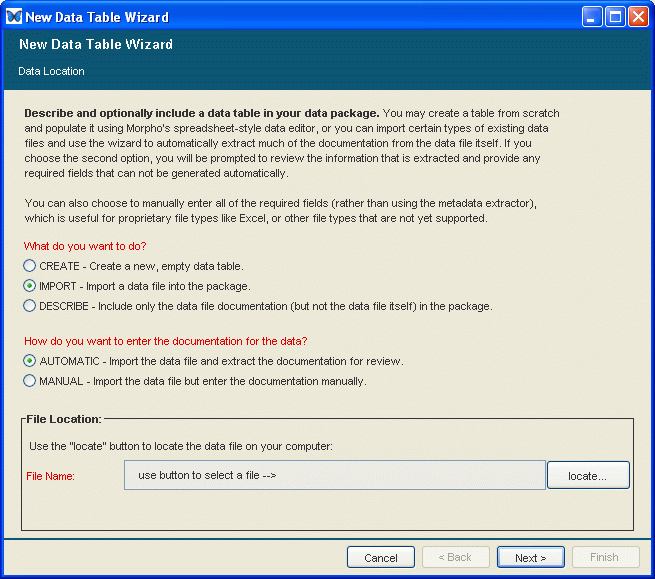 New Data Table Wizard
New Data Table Wizard
Data Location
Describe and optionally include a data table in your data package. You may create a table from scratch
and populate it using Morpho's spreadsheet-style data editor, or you can import certain types of existing data
files and use the wizard to automatically extract much of the documentation from the data file itself. If you
choose the second option, you will be prompted to review the information that is extracted and provide any
required fields that can not be generated automatically.
You can also choose to manually enter all of the required fields (rather than using the metadata extractor),
which is useful for proprietary file types like Excel, or other file types that are not yet supported.
What do you want to do?
CREATE - Create a new, empty data table.
IMPORT - Import a data file into the package.
DESCRIBE - Include only the data file documentation (but not the data file itself) in the package.
How do you want to enter the documentation for the data?
AUTOMATIC - Import the data file and extract the documentation for review.
MANUAL - Import the data file but enter the documentation manually.
File Location:
Use the "locate" button to locate the data file on your computer:
File Name: use button to select a file --> locate...
Cancel < Back Next > Finish